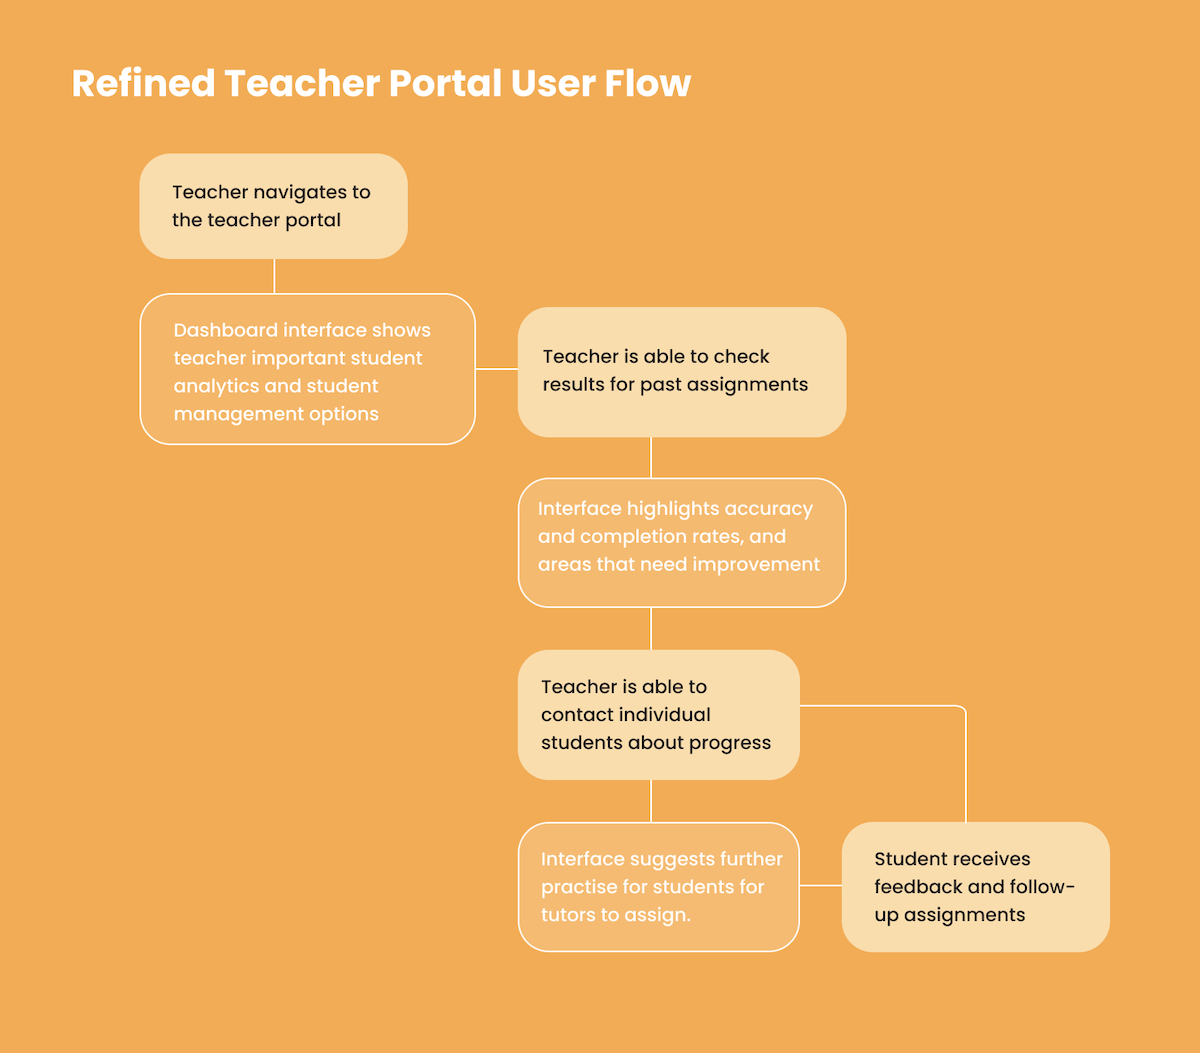 Refined Teacher Portal User Flow
Teacher navigates to
the teacher portal
Dashboard interface shows
teacher important student
analytics and student
management options
Teacher is able to check
results for past assignments
Interface highlights accuracy
and completion rates, and
areas that need improvement
Teacher is able to
contact individual
students about progress
Interface suggests further
practise for students for
tutors to assign.
Student receives
feedback and follow-
up assignments